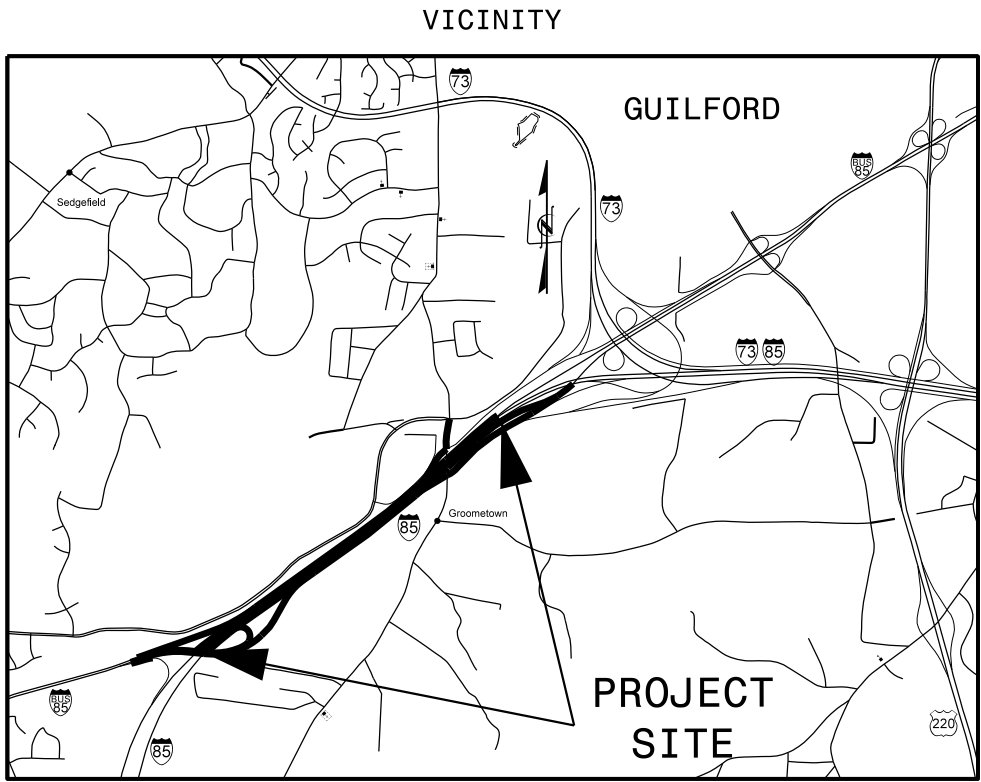 VICINITY
73
GUILFORD
BUS
85
Sedgefield
73
N
73
85
Groometown
85
PROJECT
SITE
BUS
85
220
85